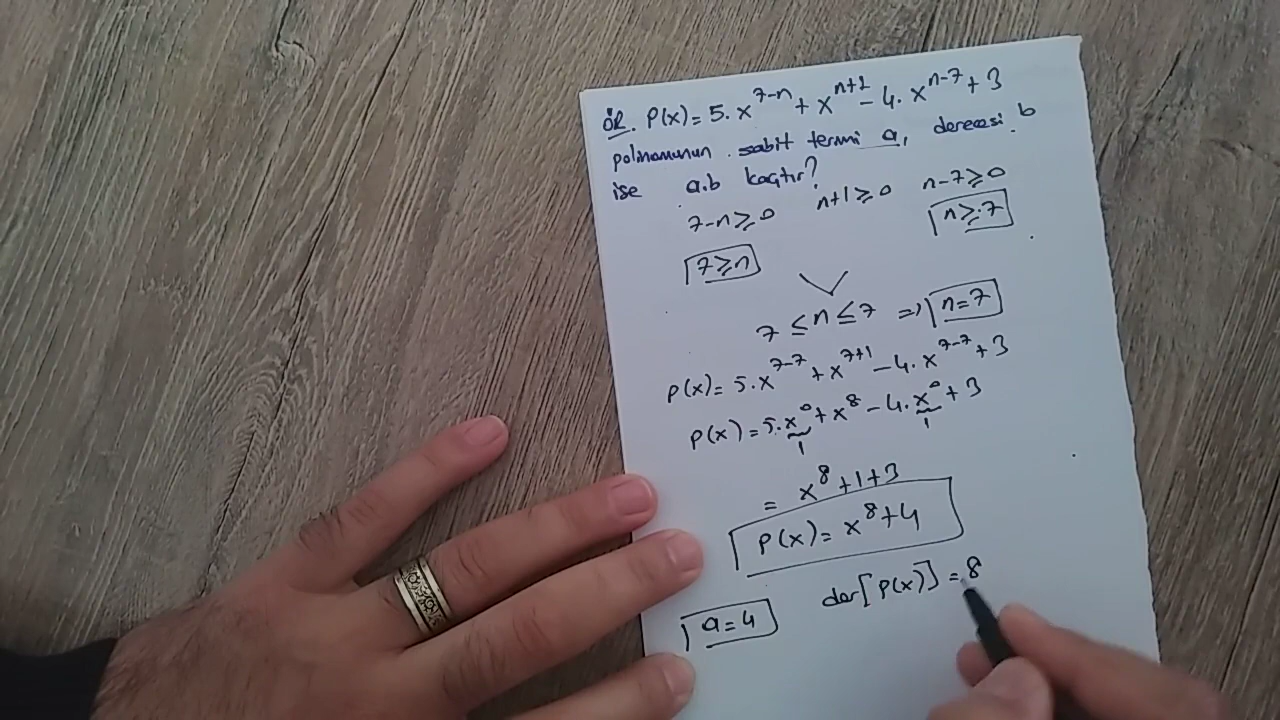 ÖR. P(x) = 5.x^{7-n} + x^{n+1} - 4.x^{n-7} + 3
polinomunun sabit terimi a, derecesi b
ise a.b kaçtır?
7-n ≥ 0 n+1 ≥ 0 n-7 ≥ 0
7 ≥ n n ≥ 7
7 ≤ n ≤ 7 ⇒ n = 7
P(x) = 5.x^{7-7} + x^{7+1} - 4.x^{7-7} + 3
P(x) = 5.x^0 + x^8 - 4.x^0 + 3
1 1
= x^8 + 1 + 3
P(x) = x^8 + 4
a = 4 der[P(x)] = 8